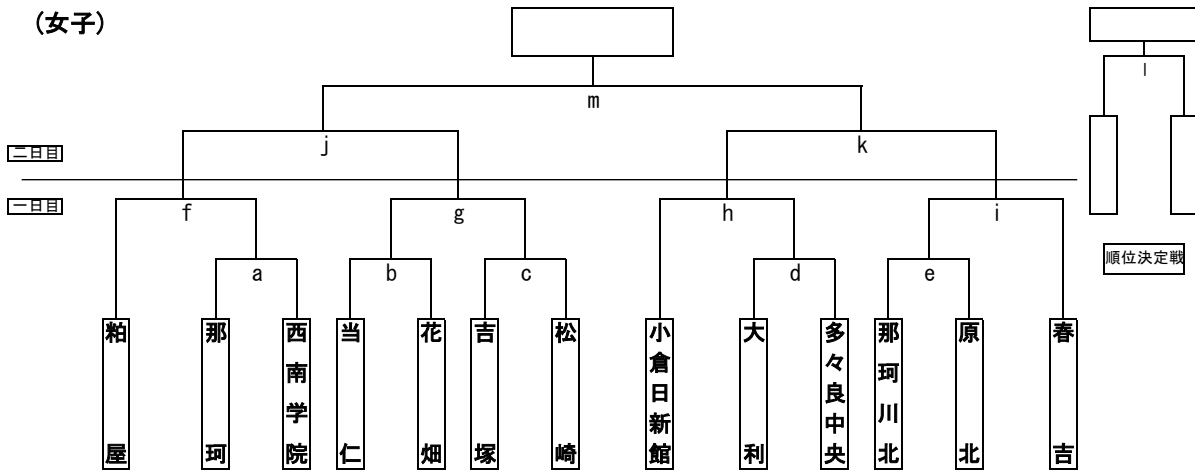 (女子)
l
m
j
k
二日目
一日目
f
g
h
i
順位決定戦
a
b
c
d
e
粕屋
那珂
西南学院
当仁
花畑
吉塚
松崎
小倉日新館
大利
多々良中央
那珂川北
原北
春吉